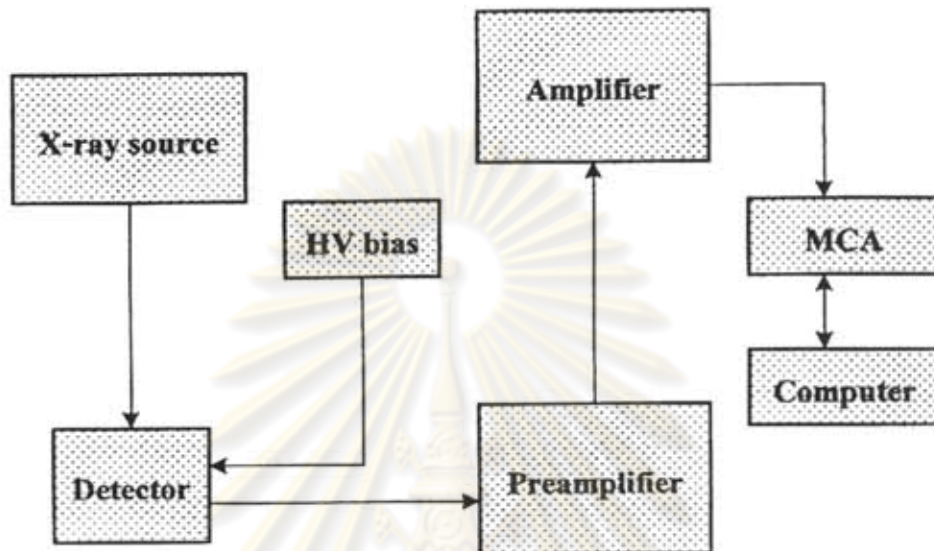 Amplifier
X-ray source
HV bias
MCA
Computer
Detector
Preamplifier